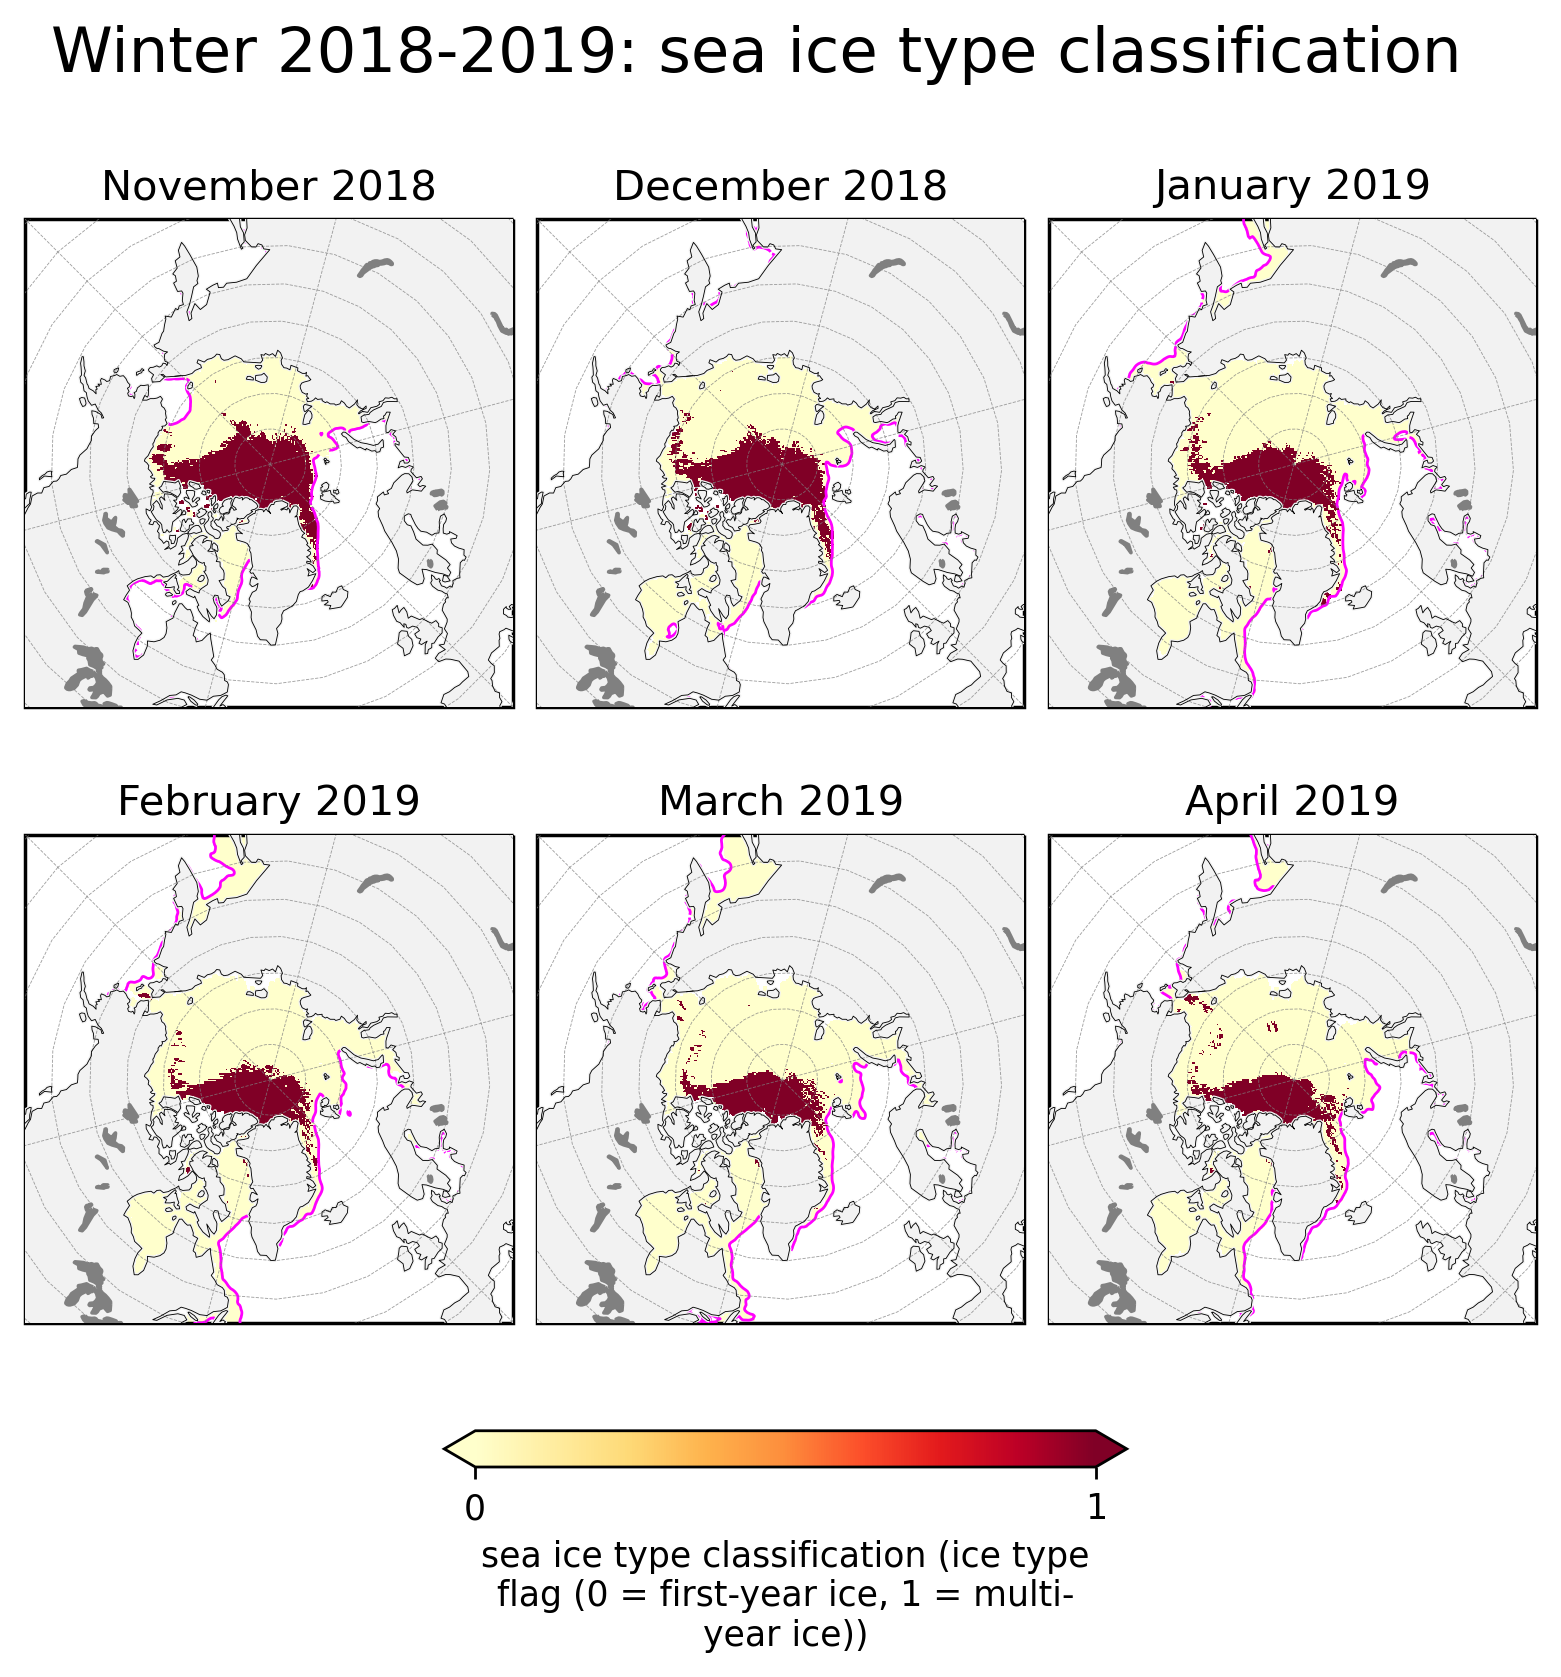 Winter 2018-2019: sea ice type classification
November 2018
December 2018
January 2019
February 2019
March 2019
April 2019
0
1
sea ice type classification (ice type
flag (0 = first-year ice, 1 = multi-
year ice))